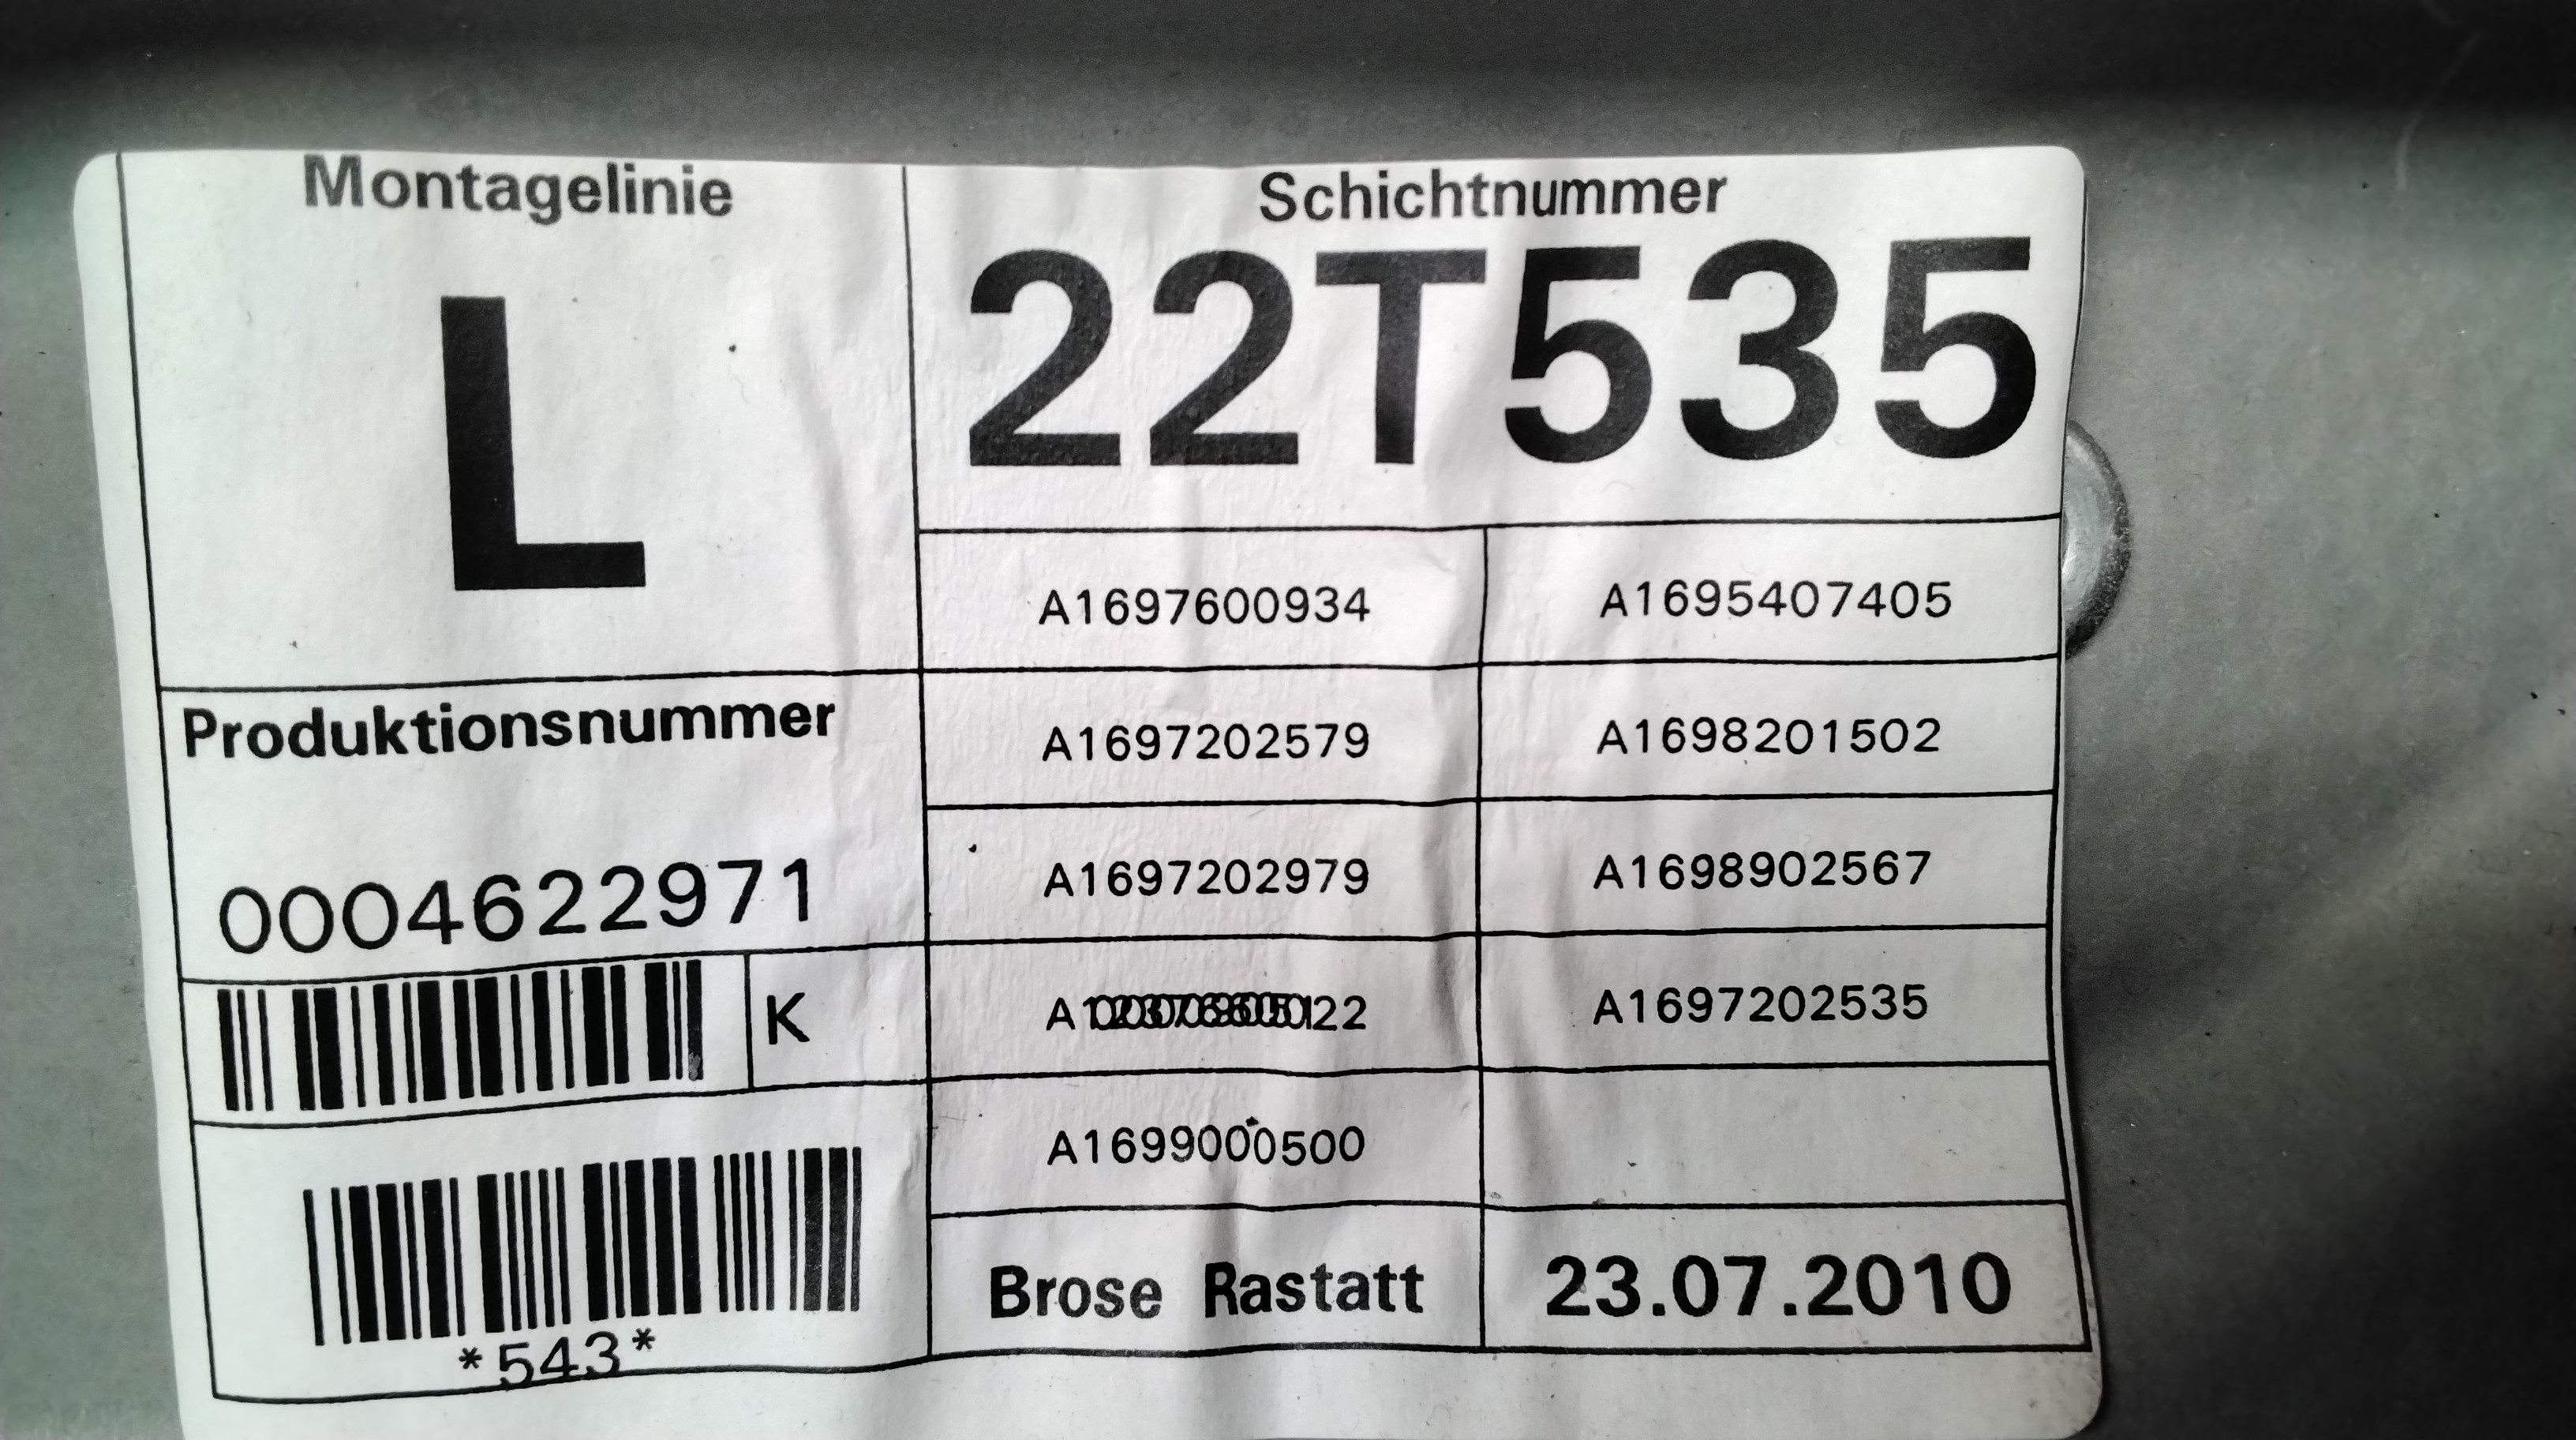 Montagelinie
L
Schichtnummer
22T535
A1697600934 A1695407405
Produktionsnummer
A1697202579 A1698201502
0004622971
A1697202979 A1698902567
K
A1697202535
A1699000500
*543*
Brose Rastatt 23.07.2010